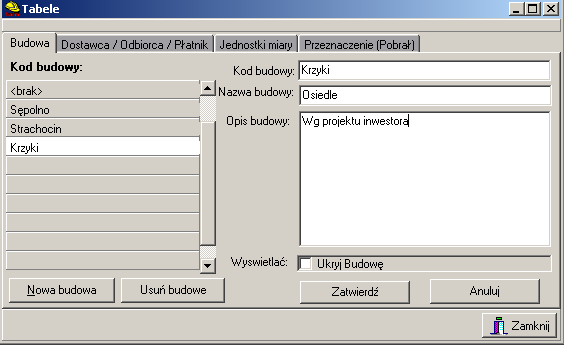 Tabele
Budowa Dostawca / Odbiorca / Płatnik Jednostki miary Przeznaczenie (Pobrał)
Kod budowy:
<brak>
Sępolno
Strachocin
Krzyki
Kod budowy: Krzyki
Nazwa budowy: Osiedle
Opis budowy: Wg projektu inwestora
Wyswietlać: Ukryj Budowę
Nowa budowa Usuń budowe Zatwierdź Anuluj
Zamknij